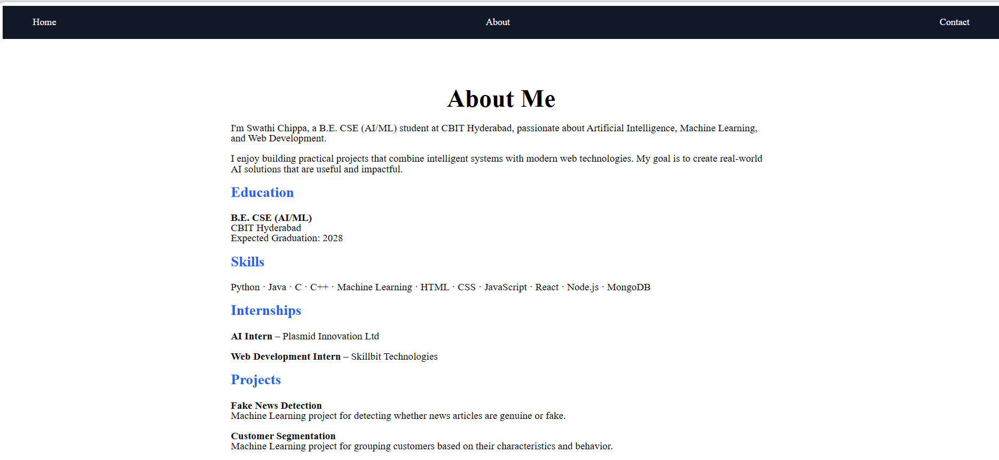 Home About Contact
About Me
I'm Swathi Chippa, a B.E. CSE (AI/ML) student at CBIT Hyderabad, passionate about Artificial Intelligence, Machine Learning,
and Web Development.
I enjoy building practical projects that combine intelligent systems with modern web technologies. My goal is to create real-world
AI solutions that are useful and impactful.
Education
B.E. CSE (AI/ML)
CBIT Hyderabad
Expected Graduation: 2028
Skills
Python · Java · C · C++ · Machine Learning · HTML · CSS · JavaScript · React · Node.js · MongoDB
Internships
AI Intern – Plasmid Innovation Ltd
Web Development Intern – Skillbit Technologies
Projects
Fake News Detection
Machine Learning project for detecting whether news articles are genuine or fake.
Customer Segmentation
Machine Learning project for grouping customers based on their characteristics and behavior.